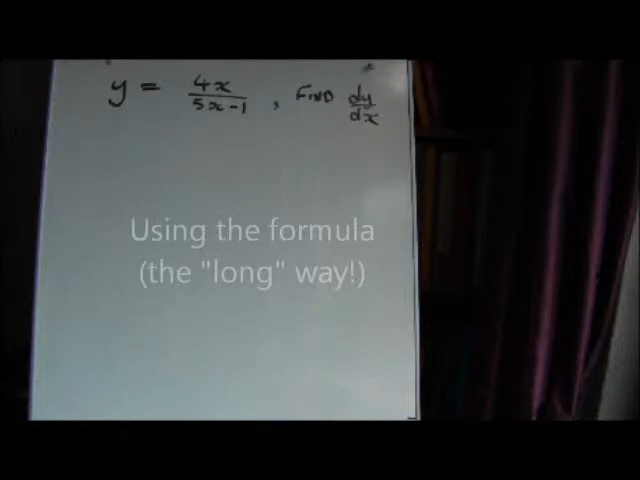 y = 4x / 5x-1 , FIND dy/dx
Using the formula
(the "long" way!)